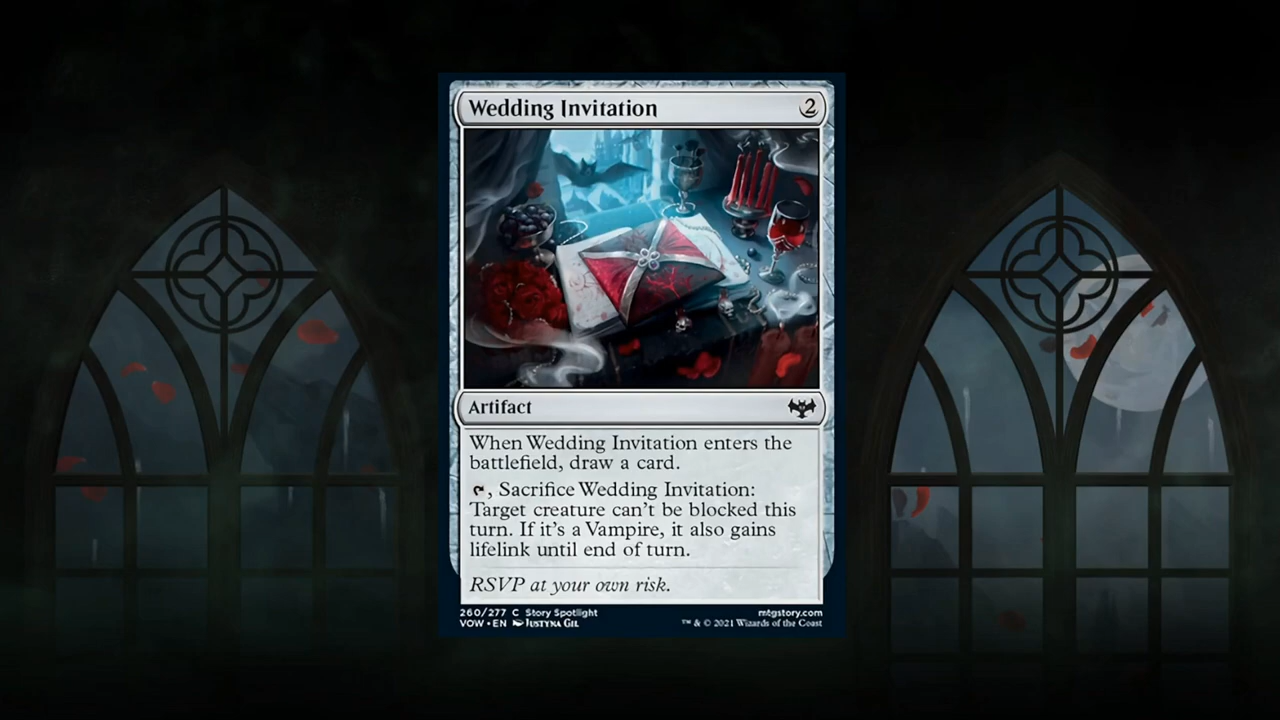 Wedding Invitation 2
Artifact
When Wedding Invitation enters the
battlefield, draw a card.
, Sacrifice Wedding Invitation:
Target creature can't be blocked this
turn. If it's a Vampire, it also gains
lifelink until end of turn.
RSVP at your own risk.
260/277 C Story Spotlight mtgstory.com
VOW • EN Justyna Gil ™ & © 2021 Wizards of the Coast